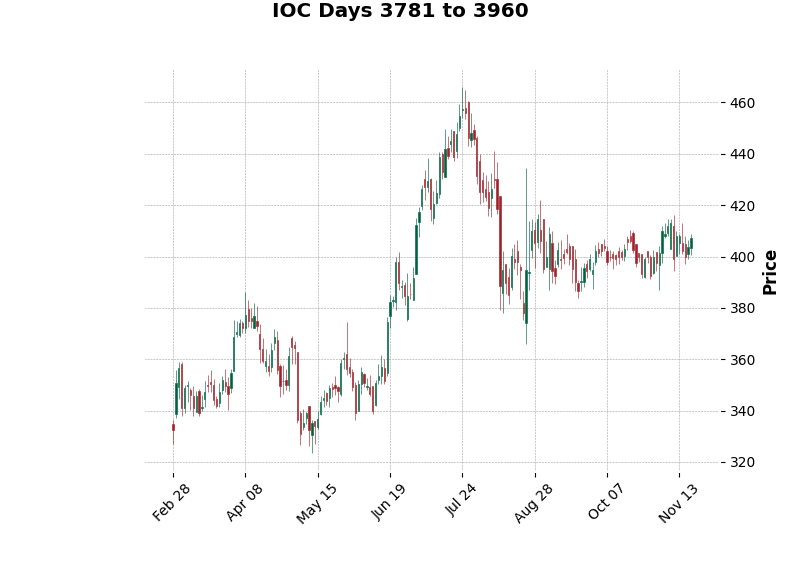 IOC Days 3781 to 3960
460
440
420
400
380
360
340
320
Price
Feb 28
Apr 08
May 15
Jun 19
Jul 24
Aug 28
Oct 07
Nov 13